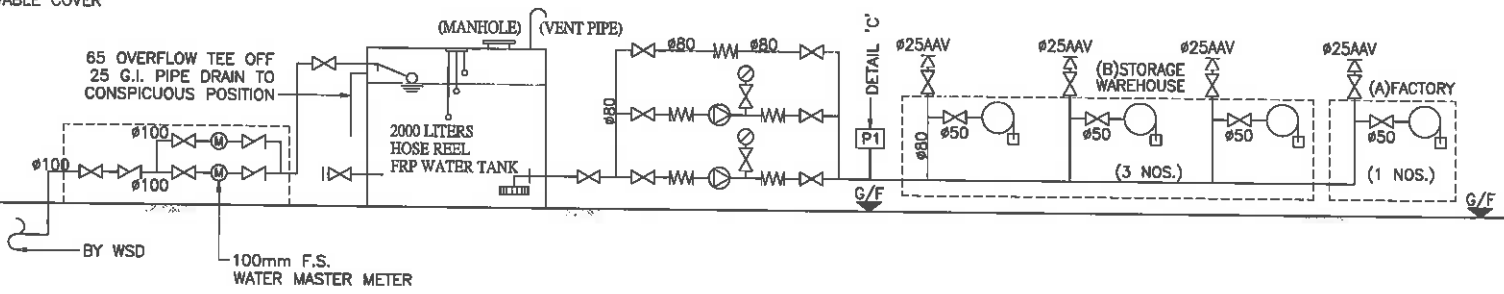 ABLE COVER
(MANHOLE)
(VENT PIPE)
65 OVERFLOW TEE OFF
25 G.I. PIPE DRAIN TO
CONSPICUOUS POSITION
ø100
ø100
ø100
M
M
BY WSD
100mm F.S.
WATER MASTER METER
2000 LITERS
HOSE REEL
FRP WATER TANK
ø80
ø80
ø80
DETAIL 'C'
P1
G/F
ø25AAV
ø25AAV
ø25AAV
ø25AAV
(B)STORAGE
WAREHOUSE
(A)FACTORY
ø80
ø50
ø50
ø50
ø50
(3 NOS.)
(1 NOS.)
G/F